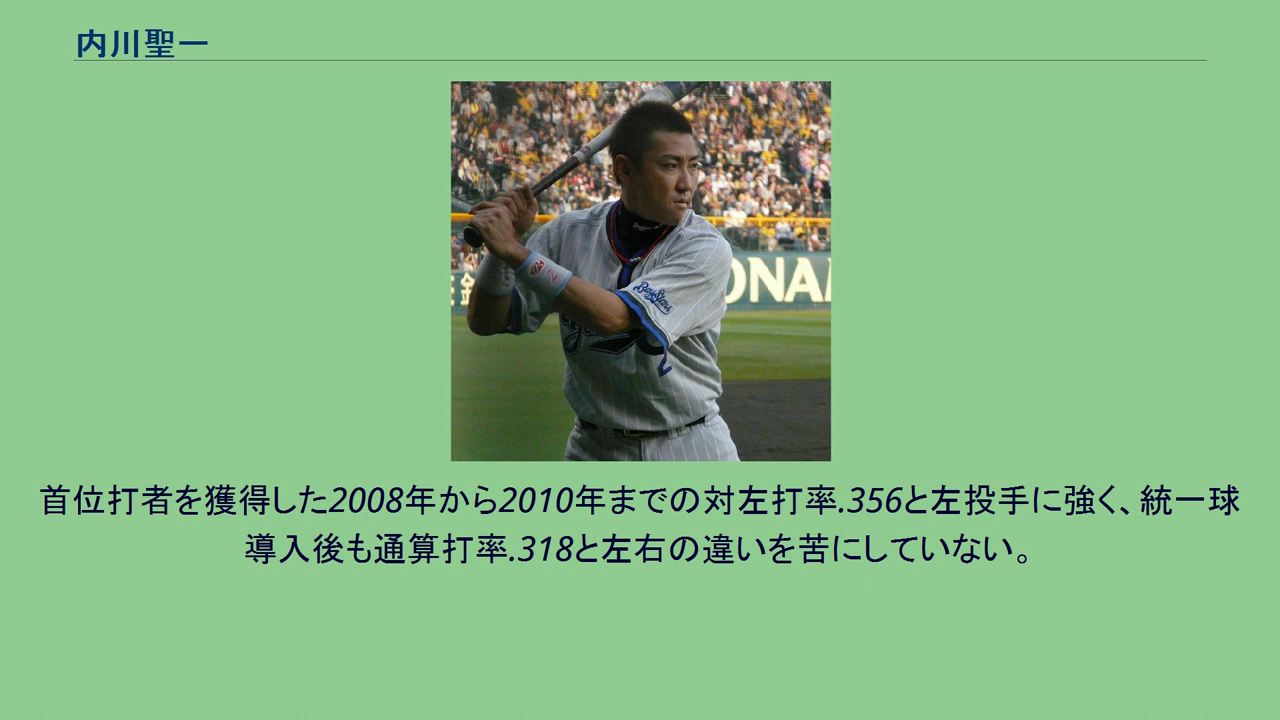 内川聖一
BayStars
ONAM
2
首位打者を獲得した2008年から2010年までの対左打率.356と左投手に強く、統一球
導入後も通算打率.318と左右の違いを苦にしていない。